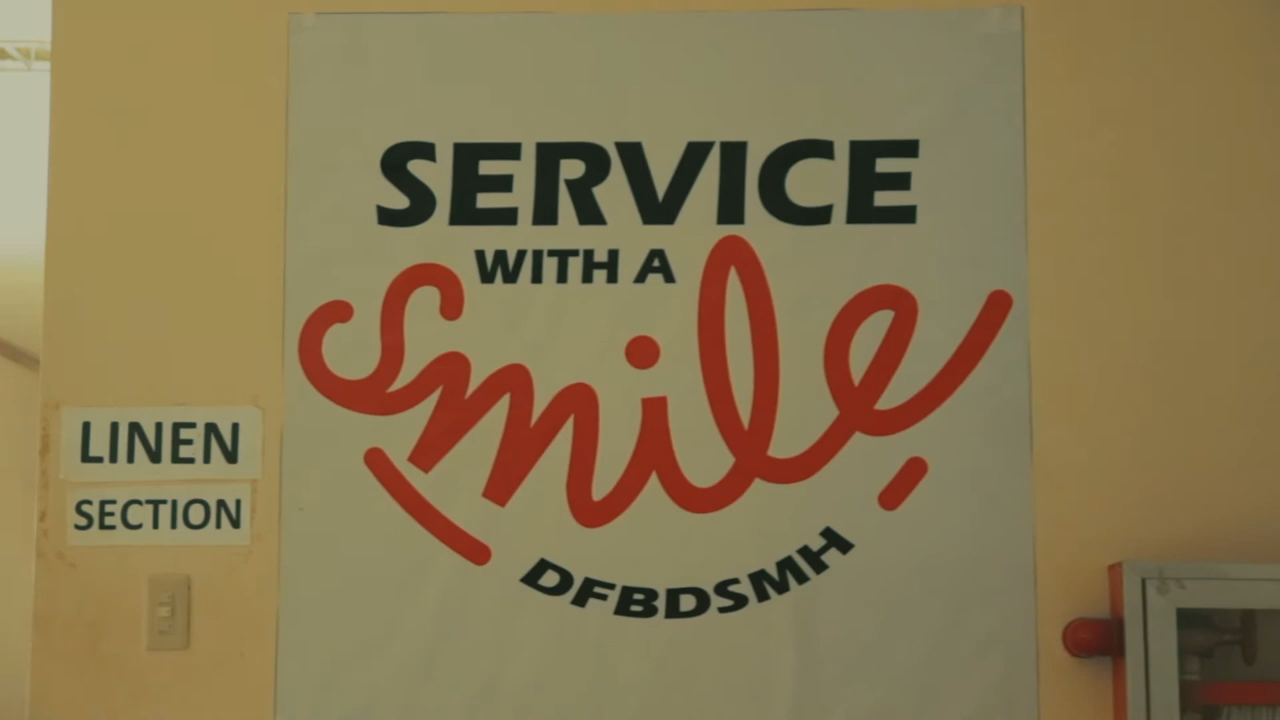 SERVICE
WITH A
smile
DFBDSMH
LINEN
SECTION